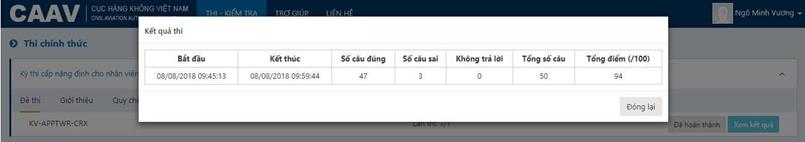 CAAV CỤC HÀNG KHÔNG VIỆT NAM THI - KIỂM TRA TRỢ GIÚP LIÊN HỆ Ngô Minh Vương
CIVIL AVIATION AUT
Kết quả thi
Thi chính thức
Bắt đầu Kết thúc Số câu đúng Số câu sai Không trả lời Tổng số câu Tổng điểm (/100)
08/08/2018 09:45:13 08/08/2018 09:59:44 47 3 0 50 94
Kỳ thi cấp năng định cho nhân viên
Đóng lại
Đề thi Giới thiệu Quy ch
KV-APPTWR-CRX Lần thi: 1/1 Đã hoàn thành Xem kết quả